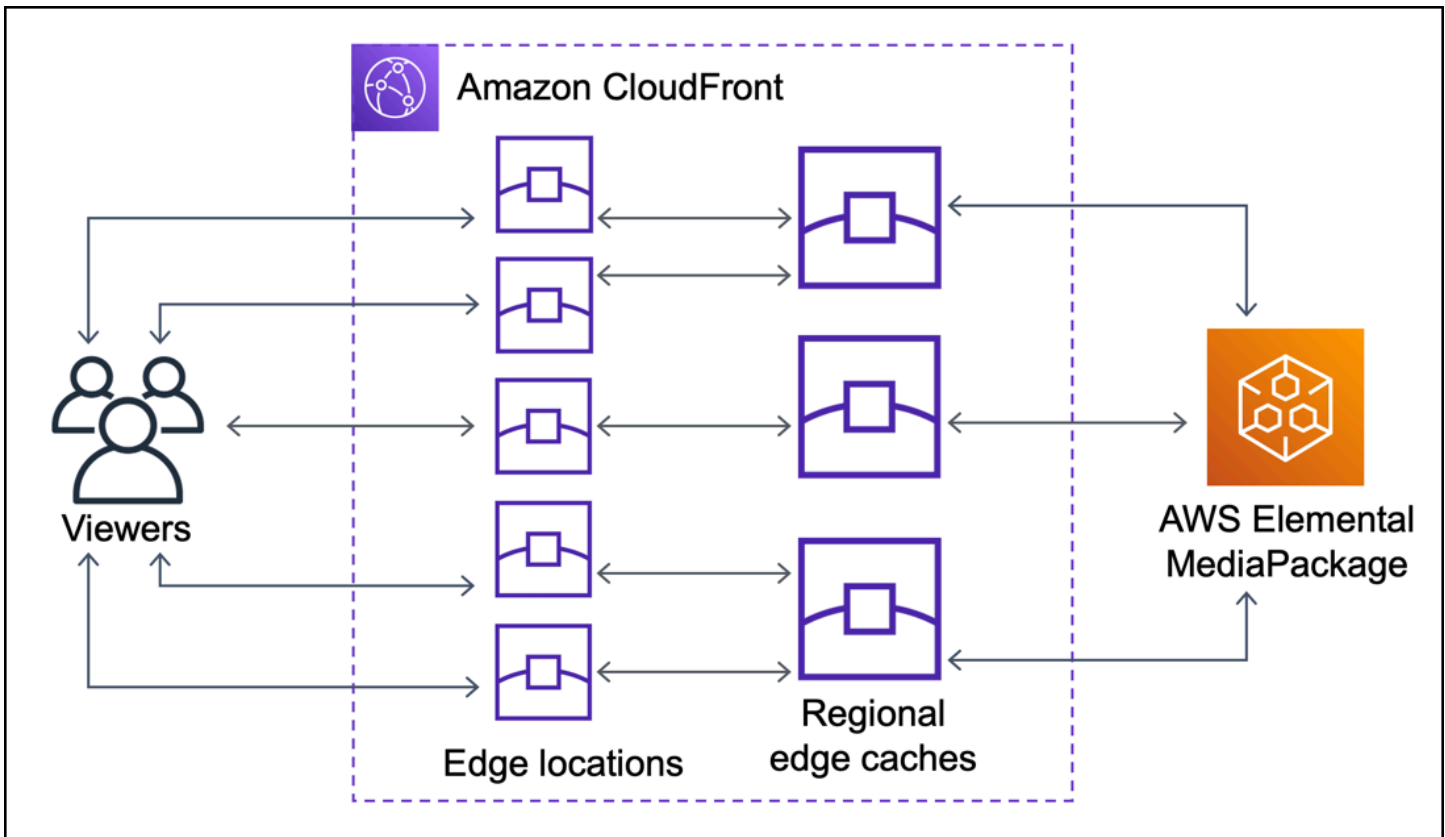 Amazon CloudFront
Viewers
Edge locations
Regional
edge caches
AWS Elemental
MediaPackage